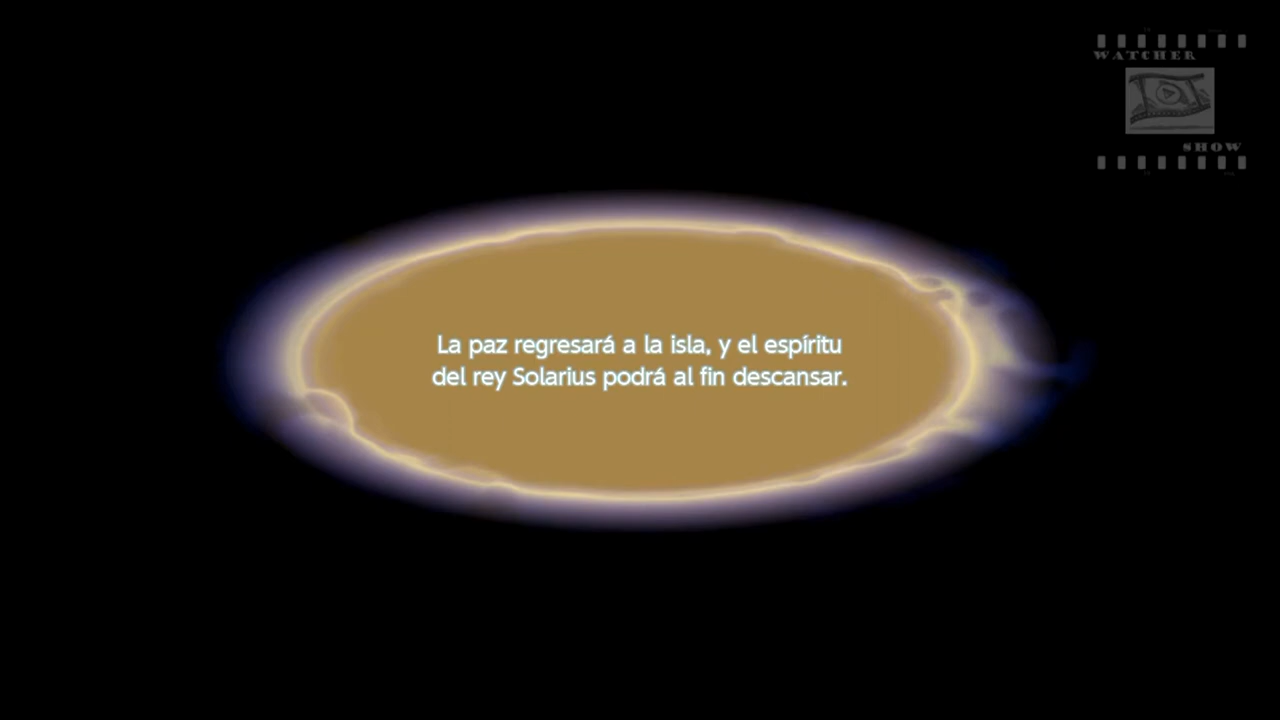 WATCHER
SHOW
La paz regresará a la isla, y el espíritu
del rey Solarius podrá al fin descansar.